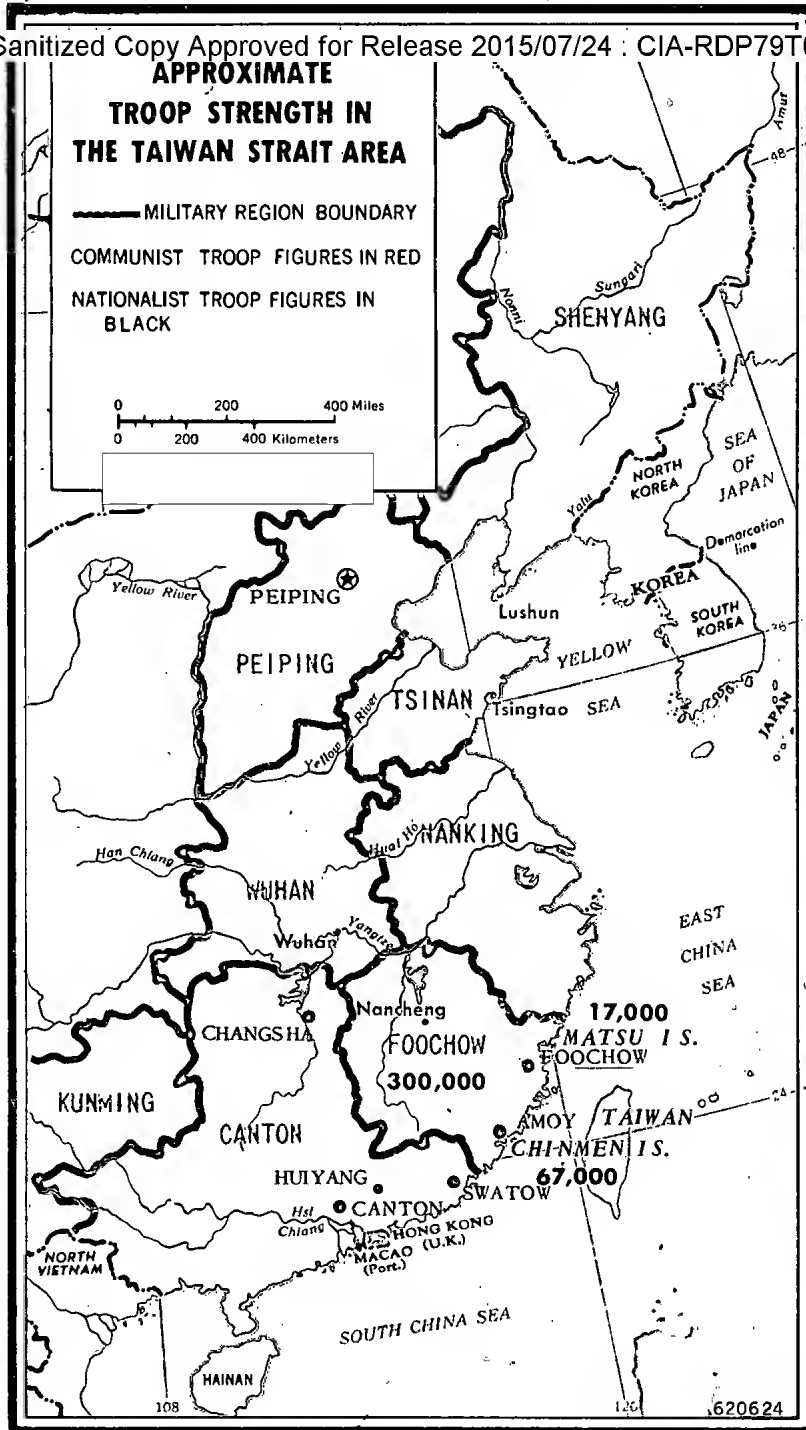 Sanitized Copy Approved for Release 2015/07/24 : CIA-RDP79T0
APPROXIMATE
TROOP STRENGTH IN
THE TAIWAN STRAIT AREA
MILITARY REGION BOUNDARY
COMMUNIST TROOP FIGURES IN RED
NATIONALIST TROOP FIGURES IN
BLACK
0 200 400 Miles
0 200 400 Kilometers
Amur
48
Sungari
Nonni
SHENYANG
SEA
OF
JAPAN
NORTH
KOREA
Yalu
Demarcation
line
KOREA
Yellow River
PEIPING
Lushun
SOUTH
KOREA
36
PEIPING
YELLOW
SEA
TSINAN
Tsingtao
JAPAN
Yellow River
Huai Ho
NANKING
Han Chiang
WUHAN
Wuhan
Yangtze
EAST
CHINA
SEA
17,000
MATSU IS.
Nancheng
CHANGSHA
FOOCHOW
FOOCHOW
300,000
KUNMING
24
AMOY
TAIWAN
CANTON
CHINMEN IS.
67,000
HUIYANG
SWATOW
Hsi
Chiang
CANTON
HONG KONG
(U.K.)
MACAO
(Port.)
NORTH
VIETNAM
SOUTH CHINA SEA
HAINAN
108
120
620624